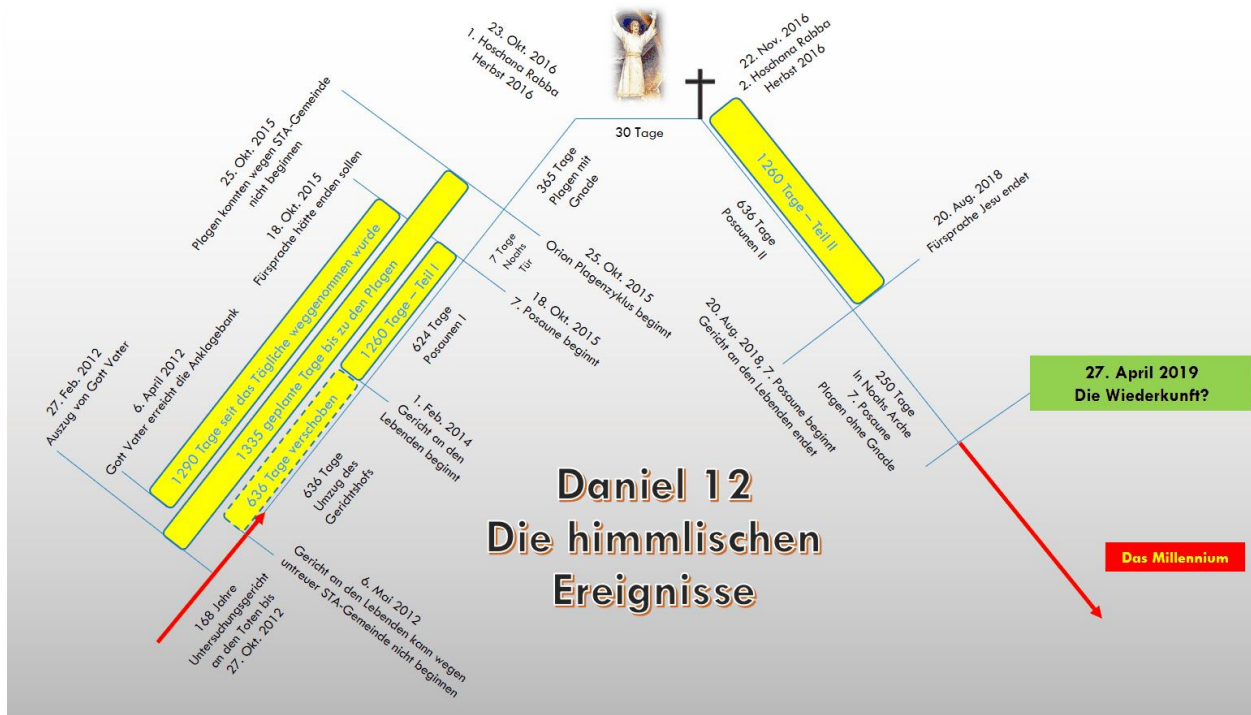 23. Okt. 2016
1. Hoschana Rabba
Herbst 2016
22. Nov. 2016
2. Hoschana Rabba
Herbst 2016
30 Tage
25. Okt. 2015
Plagen konnten wegen STA-Gemeinde
nicht beginnen
18. Okt. 2015
Fürsprache hätte enden sollen
6. April 2012
Gott Vater erreicht die Anklagebank
27. Feb. 2012
Auszug von Gott Vater
1290 Tage seit das Tägliche weggenommen wurde
1335 geplante Tage bis zu den Plagen
636 Tage verschoben
1260 Tage – Teil I
365 Tage
Plagen mit
Gnade
7 Tage
Noahs
Tür
624 Tage
Posaunen I
636 Tage
Umzug des
Gerichtshofs
25. Okt. 2015
Orion Plagenzyklus beginnt
18. Okt. 2015
7. Posaune beginnt
1. Feb. 2014
Gericht an den
Lebenden beginnt
6. Mai 2012
Gericht an den Lebenden kann wegen
untreuer STA-Gemeinde nicht beginnen
168 Jahre
Untersuchungsgericht
an den Toten bis
27. Okt. 2012
1260 Tage – Teil II
636 Tage
Posaunen II
20. Aug. 2018
Fürsprache Jesu endet
20. Aug. 2018, 7. Posaune beginnt
Gericht an den Lebenden endet
250 Tage
In Noahs Arche
7. Posaune
Plagen ohne Gnade
27. April 2019
Die Wiederkunft?
Das Millennium
Daniel 12
Die himmlischen
Ereignisse